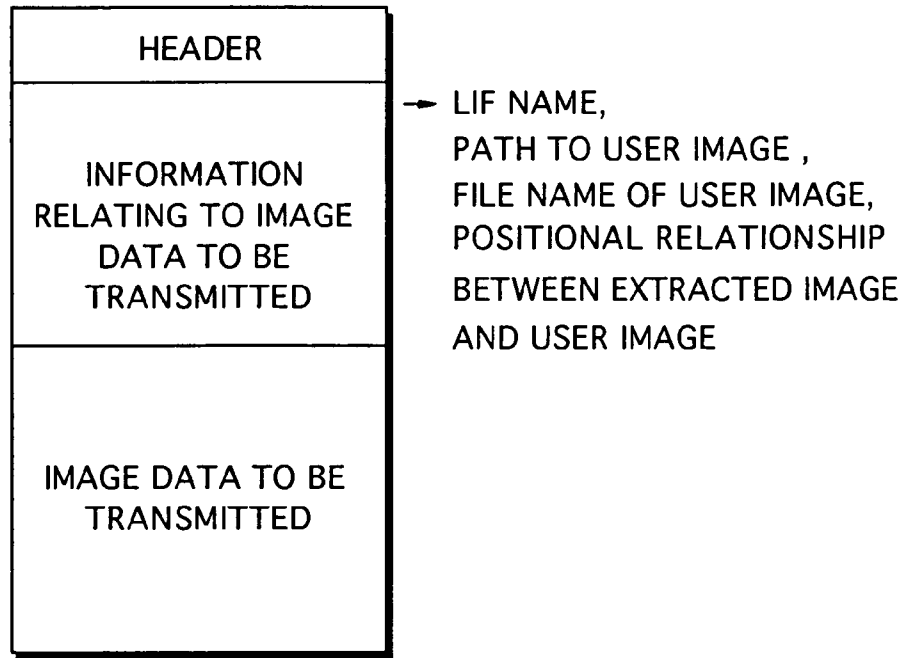 HEADER
INFORMATION
RELATING TO IMAGE
DATA TO BE
TRANSMITTED
IMAGE DATA TO BE
TRANSMITTED
LIF NAME,
PATH TO USER IMAGE ,
FILE NAME OF USER IMAGE,
POSITIONAL RELATIONSHIP
BETWEEN EXTRACTED IMAGE
AND USER IMAGE